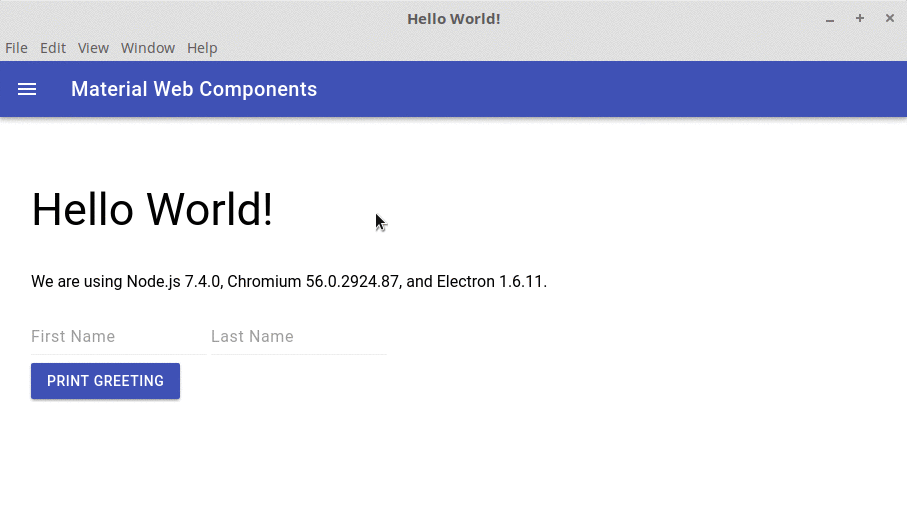 Hello World!
File Edit View Window Help
Material Web Components
Hello World!
We are using Node.js 7.4.0, Chromium 56.0.2924.87, and Electron 1.6.11.
First Name Last Name
PRINT GREETING